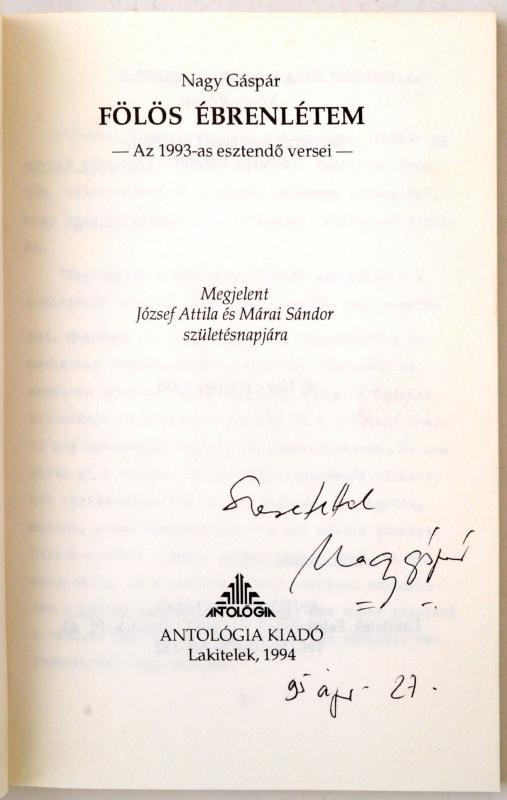 Nagy Gáspár
FÖLÖS ÉBRENLÉTEM
— Az 1993-as esztendő versei —
Megjelent
József Attila és Márai Sándor
születésnapjára
Szeretettel
Nagy Gáspár
ANTOLÓGIA
ANTOLÓGIA KIADÓ
Lakitelek, 1994
95 ápr. 27.